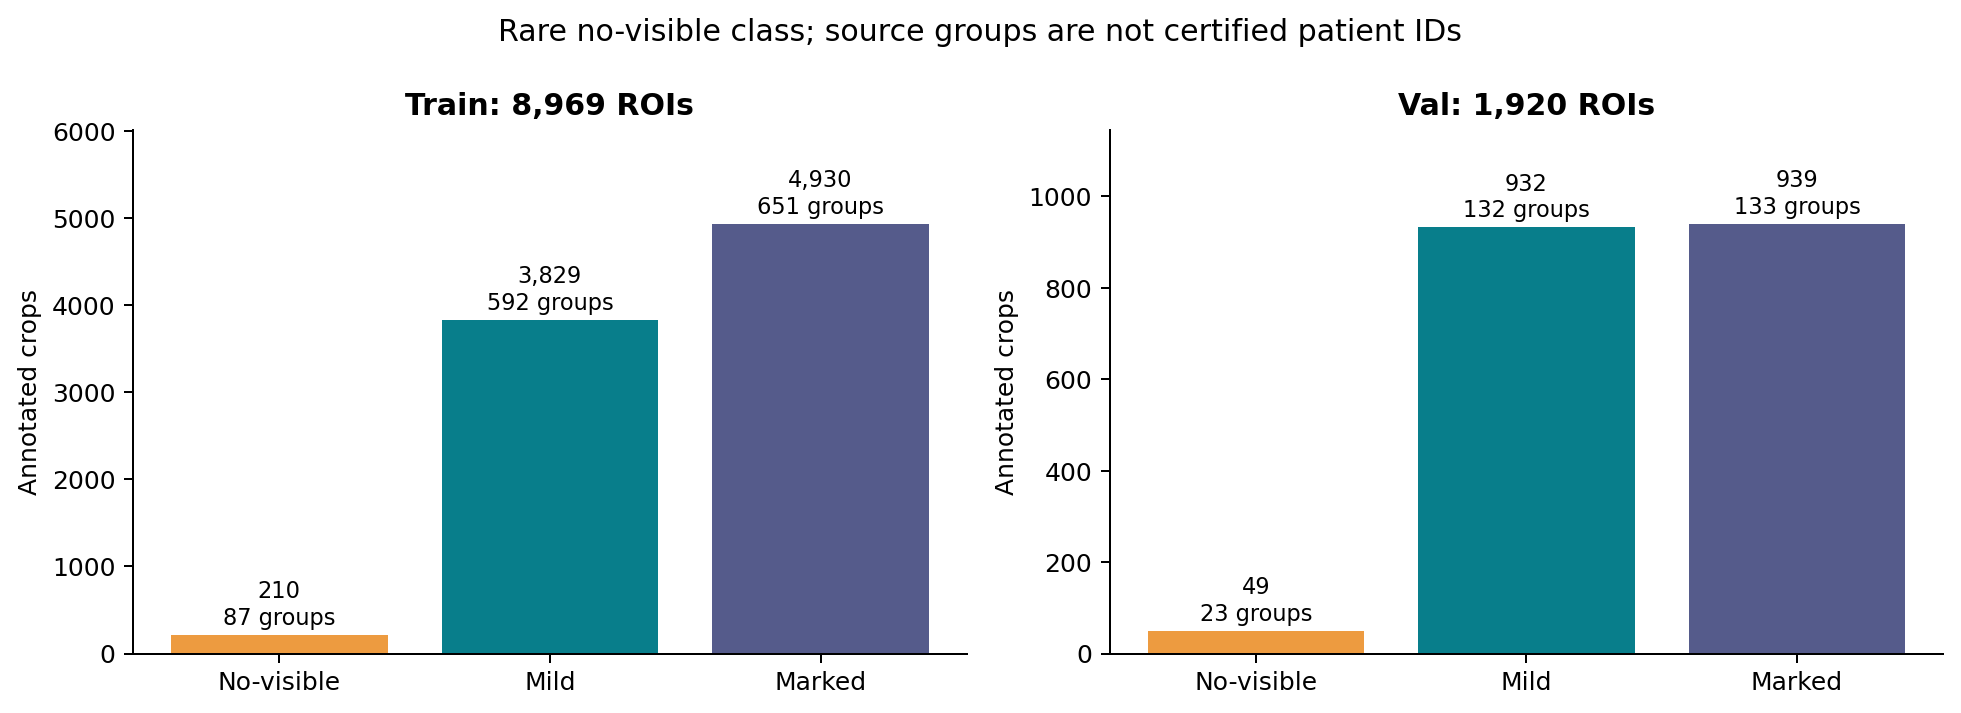 Rare no-visible class; source groups are not certified patient IDs
Train: 8,969 ROIs
Annotated crops
6000
5000
4000
3000
2000
1000
0
210
87 groups
3,829
592 groups
4,930
651 groups
No-visible
Mild
Marked
Val: 1,920 ROIs
Annotated crops
1000
800
600
400
200
0
49
23 groups
932
132 groups
939
133 groups
No-visible
Mild
Marked